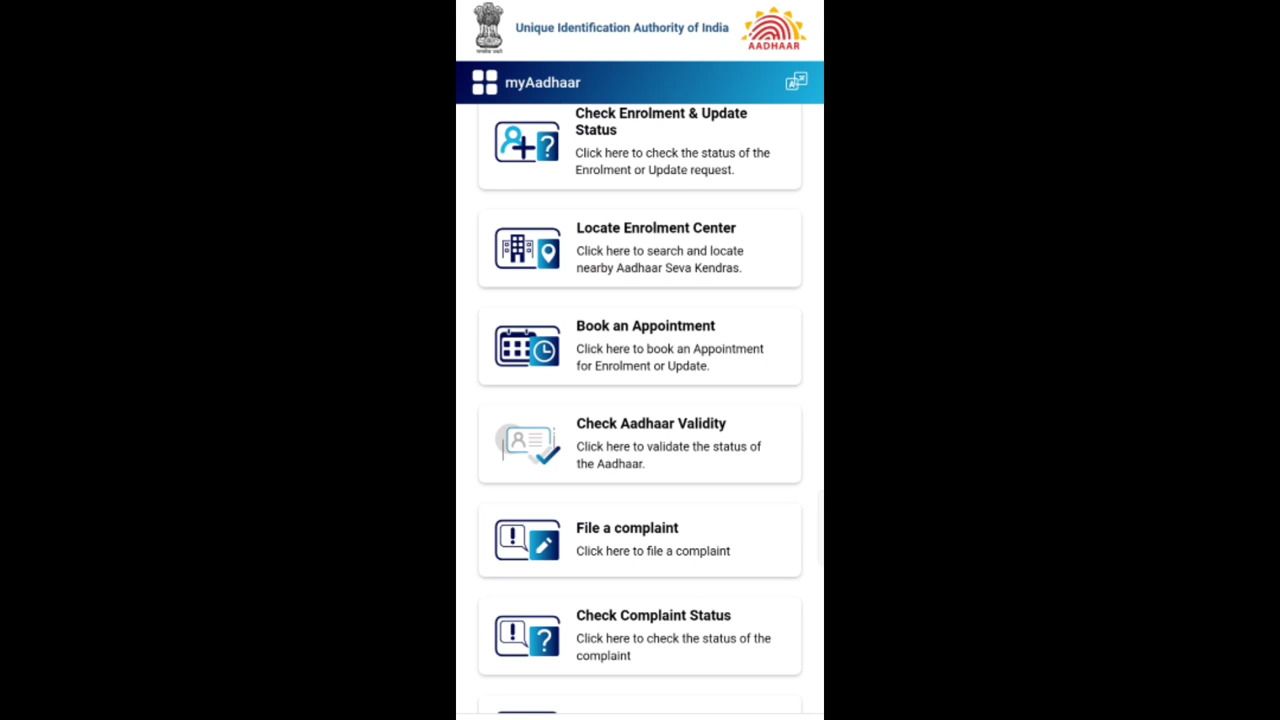 Unique Identification Authority of India
AADHAAR
myAadhaar
Check Enrolment & Update
Status
Click here to check the status of the
Enrolment or Update request.
Locate Enrolment Center
Click here to search and locate
nearby Aadhaar Seva Kendras.
Book an Appointment
Click here to book an Appointment
for Enrolment or Update.
Check Aadhaar Validity
Click here to validate the status of
the Aadhaar.
File a complaint
Click here to file a complaint
Check Complaint Status
Click here to check the status of the
complaint